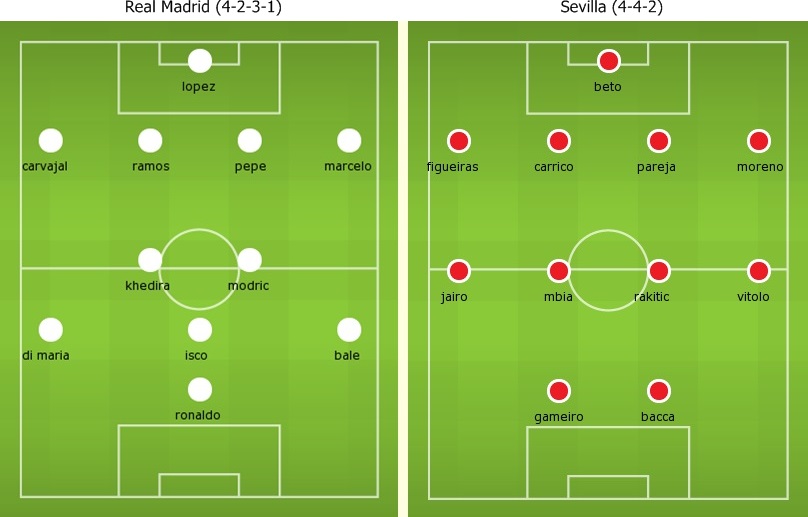 Real Madrid (4-2-3-1)
lopez
carvajal ramos pepe marcelo
khedira modric
di maria isco bale
ronaldo
Sevilla (4-4-2)
beto
figueiras carrico pareja moreno
jairo mbia rakitic vitolo
gameiro bacca